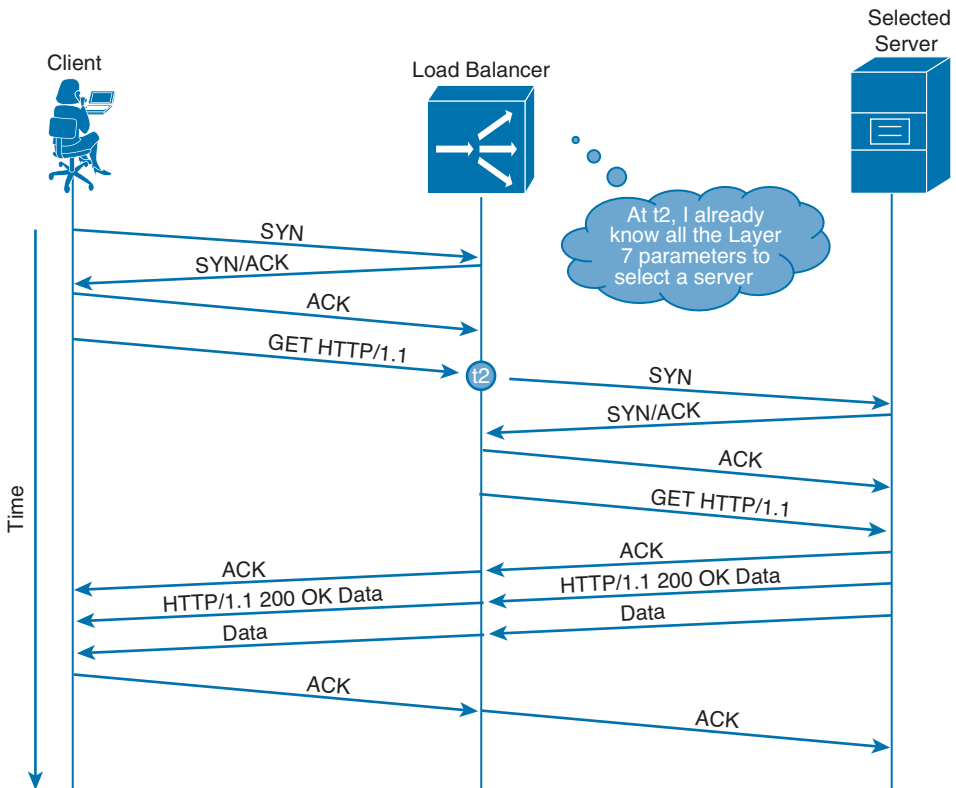 Selected
Server
Client
Load Balancer
At t2, I already
know all the Layer
7 parameters to
select a server
SYN
SYN/ACK
ACK
GET HTTP/1.1
t2
SYN
SYN/ACK
ACK
GET HTTP/1.1
Time
ACK
ACK
HTTP/1.1 200 OK Data
HTTP/1.1 200 OK Data
Data
Data
ACK
ACK